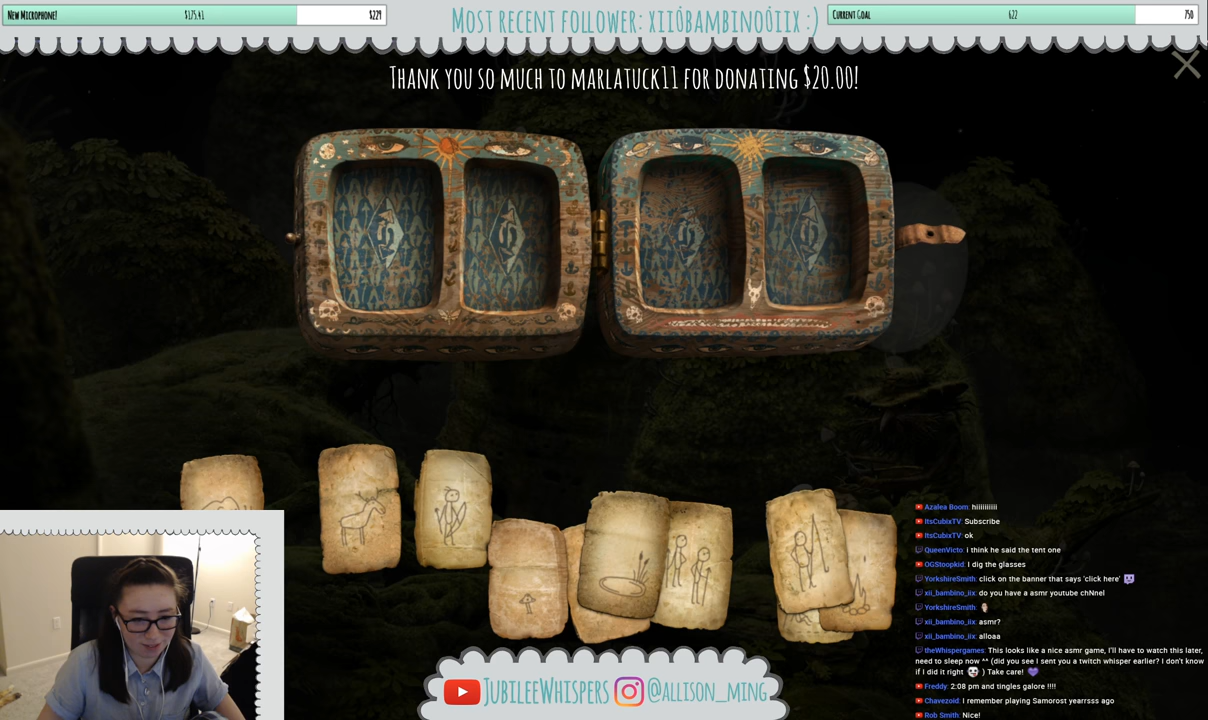 New Microphone! $175.41 $229
Most recent follower: xiiôbambinoôiix :)
Current Goal 622 750
Thank you so much to marlatuck11 for donating $20.00!
Azalea Boom: hiiiiiiiiii
ItsCubixTV: Subscribe
ItsCubixTV: ok
QueenVicto: i think he said the tent one
OGStoopkid: I dig the glasses
YorkshireSmith: click on the banner that says 'click here'
xii_bambino_iix: do you have a asmr youtube chNnel
YorkshireSmith:
xii_bambino_iix: asmr?
xii_bambino_iix: alloaa
theWhispergames: This looks like a nice asmr game, I'll have to watch this later,
need to sleep now ^^ (did you see I sent you a twitch whisper earlier? I don't know
if I did it right ) Take care!
Freddy: 2:08 pm and tingles galore !!!!
Chavezoid: I remember playing Samorost yearrsss ago
Rob Smith: Nice!
JubileeWhispers @allison_ming